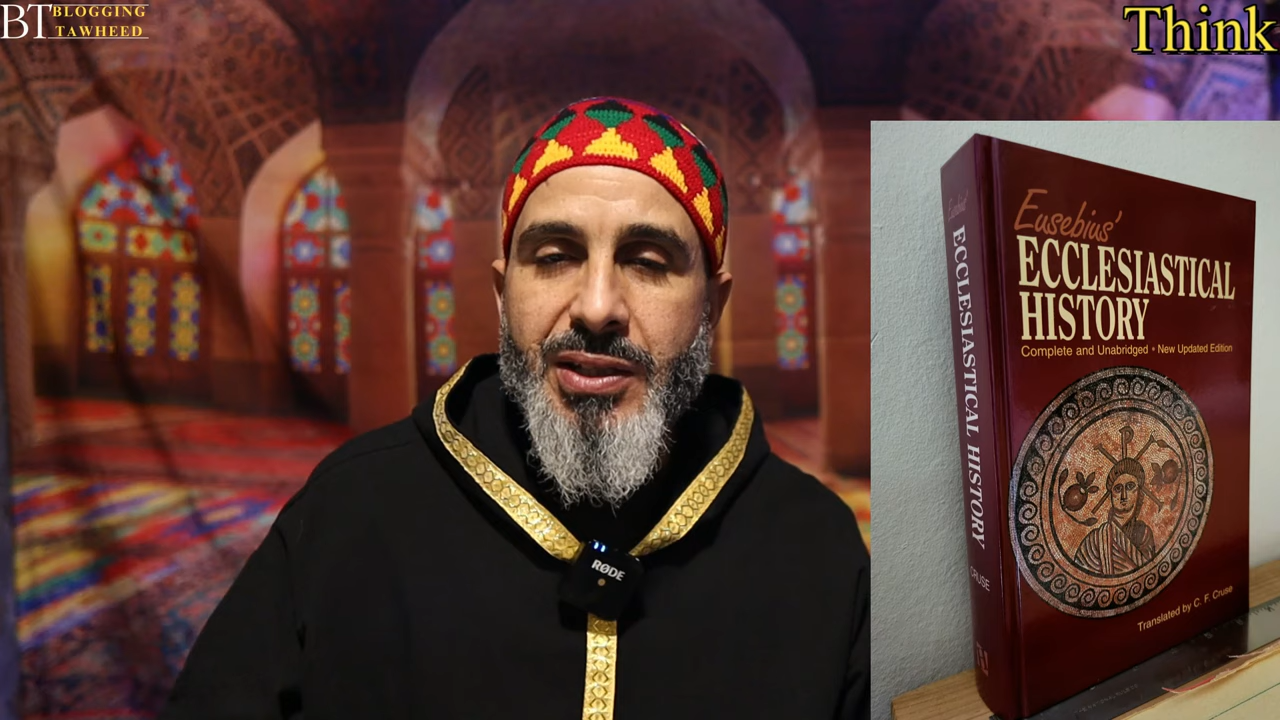 BT BLOGGING
TAWHEED
Think
RØDE
Eusebius'
ECCLESIASTICAL
HISTORY
Complete and Unabridged • New Updated Edition
Translated by C. F. Cruse
Eusebius'
ECCLESIASTICAL HISTORY
CRUSE